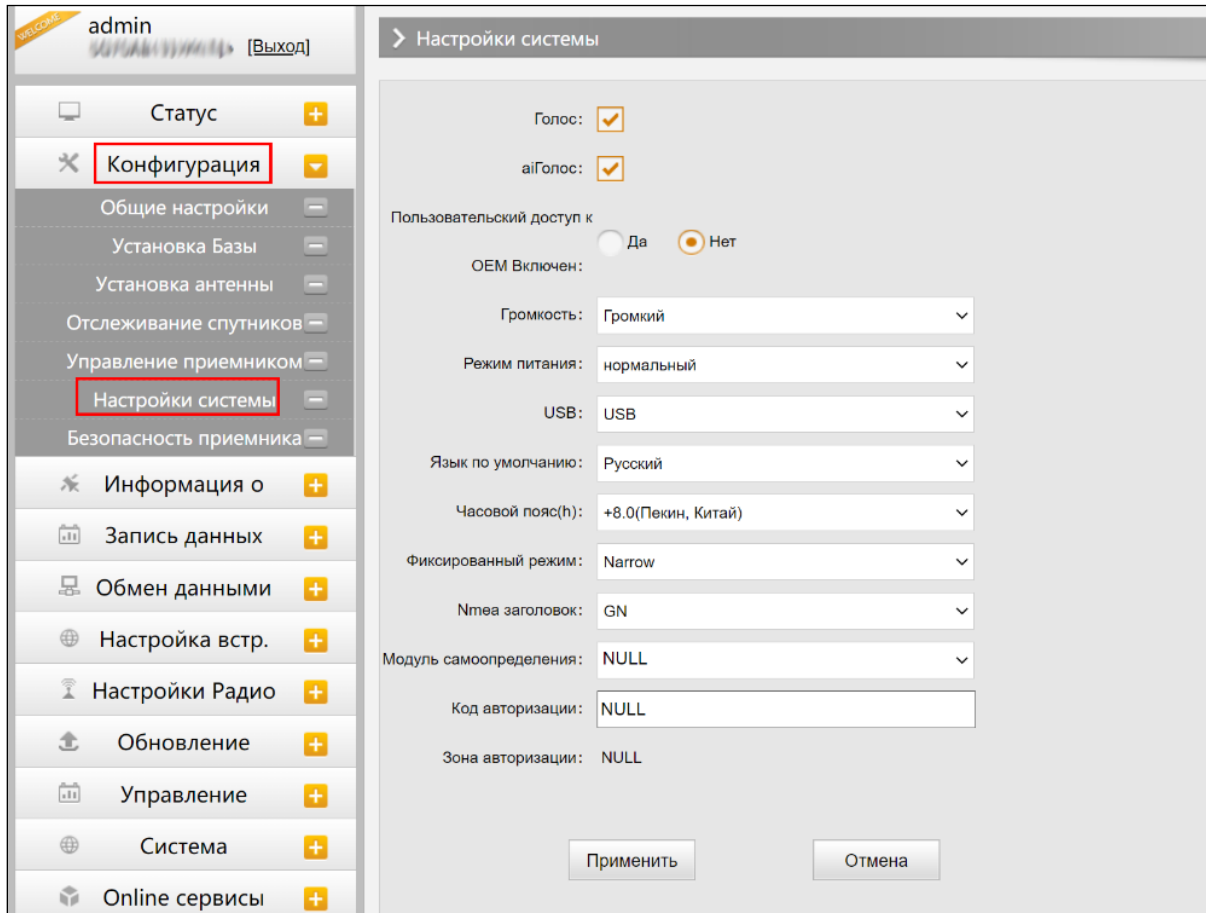 WELCOME
admin
[Выход]
Статус
Конфигурация
Общие настройки
Установка Базы
Установка антенны
Отслеживание спутников
Управление приемником
Настройки системы
Безопасность приемника
Информация о
Запись данных
Обмен данными
Настройка встр.
Настройки Радио
Обновление
Управление
Система
Online сервисы
Настройки системы
Голос:
aiГолос:
Пользовательский доступ к
Да Нет
OEM Включен:
Громкость: Громкий
Режим питания: нормальный
USB: USB
Язык по умолчанию: Русский
Часовой пояс(h): +8.0(Пекин, Китай)
Фиксированный режим: Narrow
Nmea заголовок: GN
Модуль самоопределения: NULL
Код авторизации: NULL
Зона авторизации: NULL
Применить Отмена